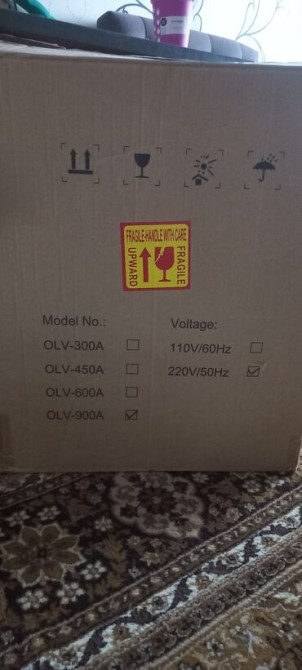 FRAGILE-HANDLE WITH CARE
UPWARD
FRAGILE
Model No.:
Voltage:
OLV-300A
110V/60Hz
OLV-450A
220V/50Hz
OLV-600A
OLV-900A